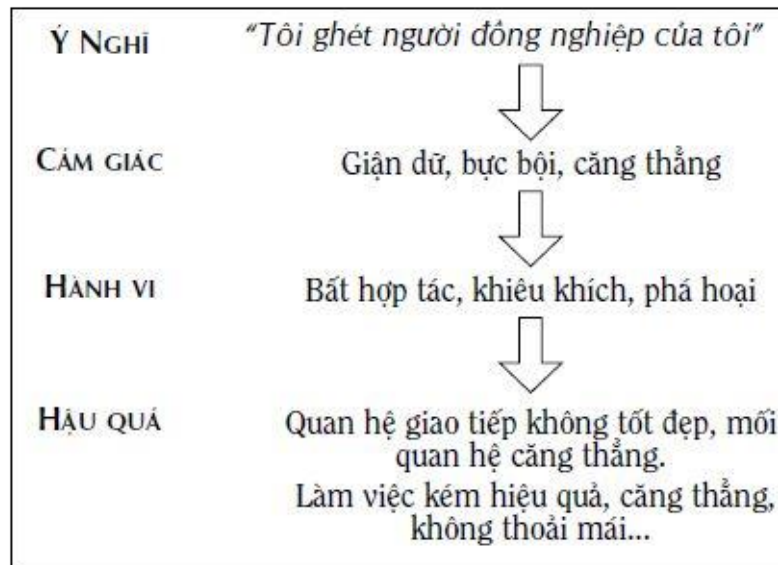 Ý NGHĨ "Tôi ghét người đồng nghiệp của tôi"
CẢM GIÁC Giận dữ, bực bội, căng thẳng
HÀNH VI Bất hợp tác, khiêu khích, phá hoại
HẬU QUẢ Quan hệ giao tiếp không tốt đẹp, mối
quan hệ căng thẳng.
Làm việc kém hiệu quả, căng thẳng,
không thoải mái...